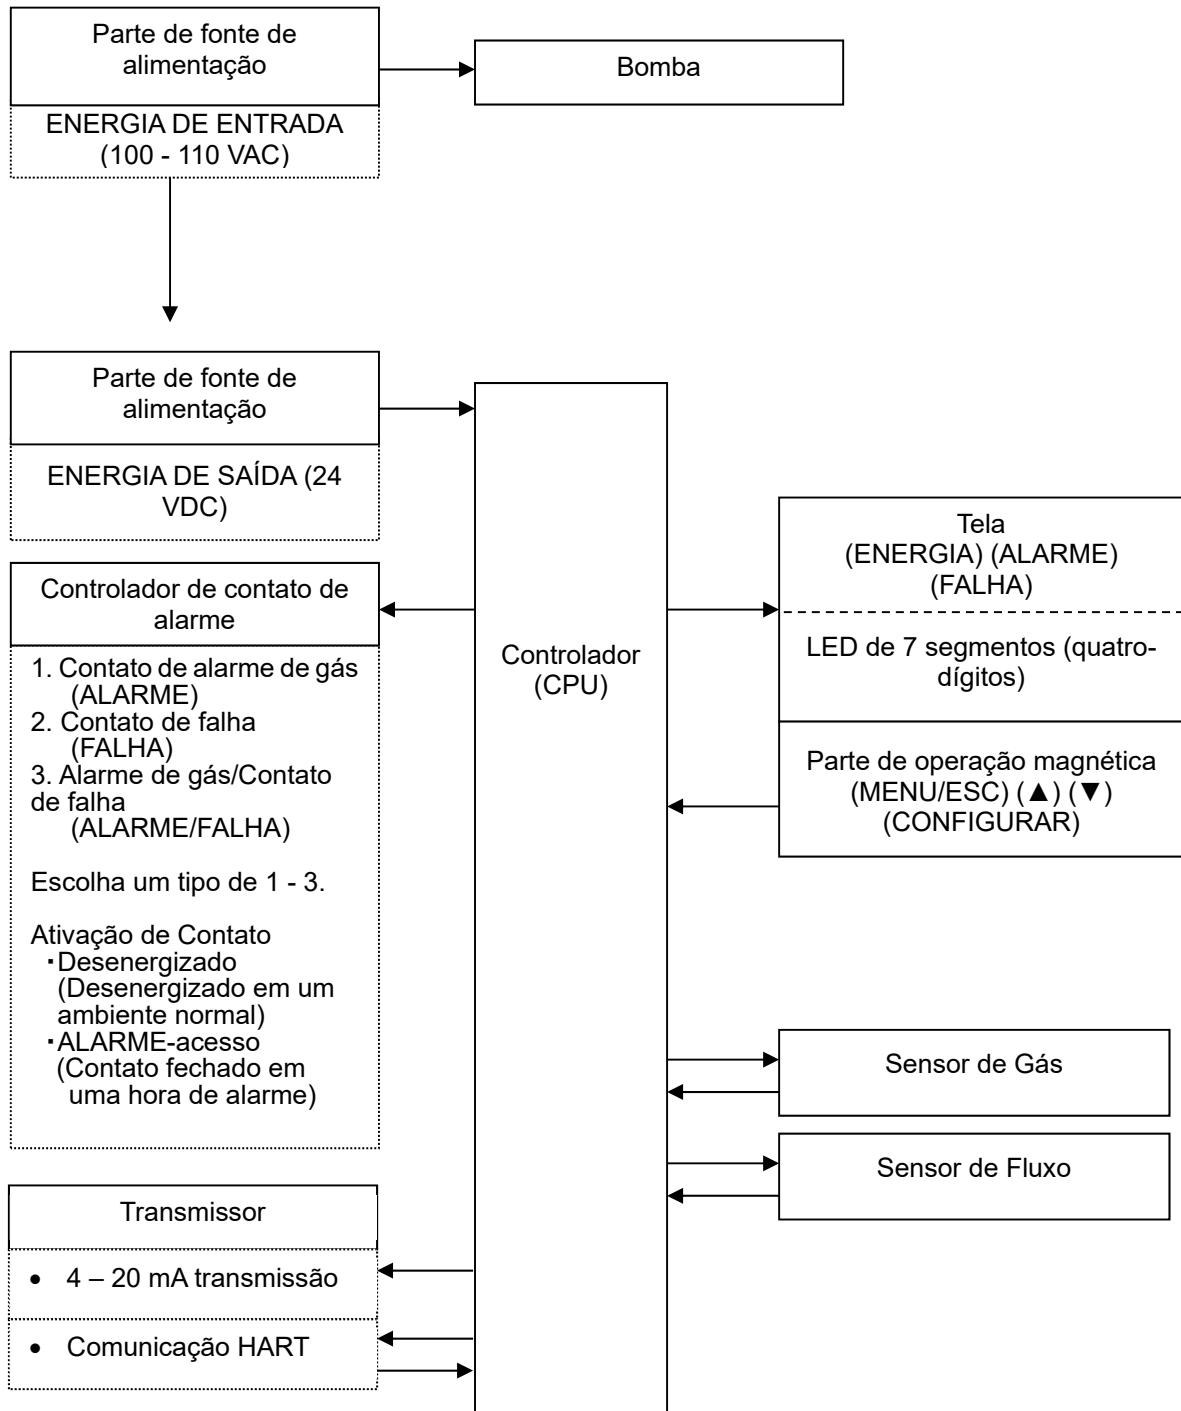 Parte de fonte de
alimentação
Bomba
ENERGIA DE ENTRADA
(100 - 110 VAC)
Parte de fonte de
alimentação
ENERGIA DE SAÍDA (24
VDC)
Controlador de contato de
alarme
1. Contato de alarme de gás
(ALARME)
2. Contato de falha
(FALHA)
3. Alarme de gás/Contato
de falha
(ALARME/FALHA)
Escolha um tipo de 1 - 3.
Ativação de Contato
・Desenergizado
(Desenergizado em um
ambiente normal)
・ALARME-acesso
(Contato fechado em
uma hora de alarme)
Transmissor
• 4 – 20 mA transmissão
• Comunicação HART
Controlador
(CPU)
Tela
(ENERGIA) (ALARME)
(FALHA)
LED de 7 segmentos (quatro-
dígitos)
Parte de operação magnética
(MENU/ESC) (▲) (▼)
(CONFIGURAR)
Sensor de Gás
Sensor de Fluxo